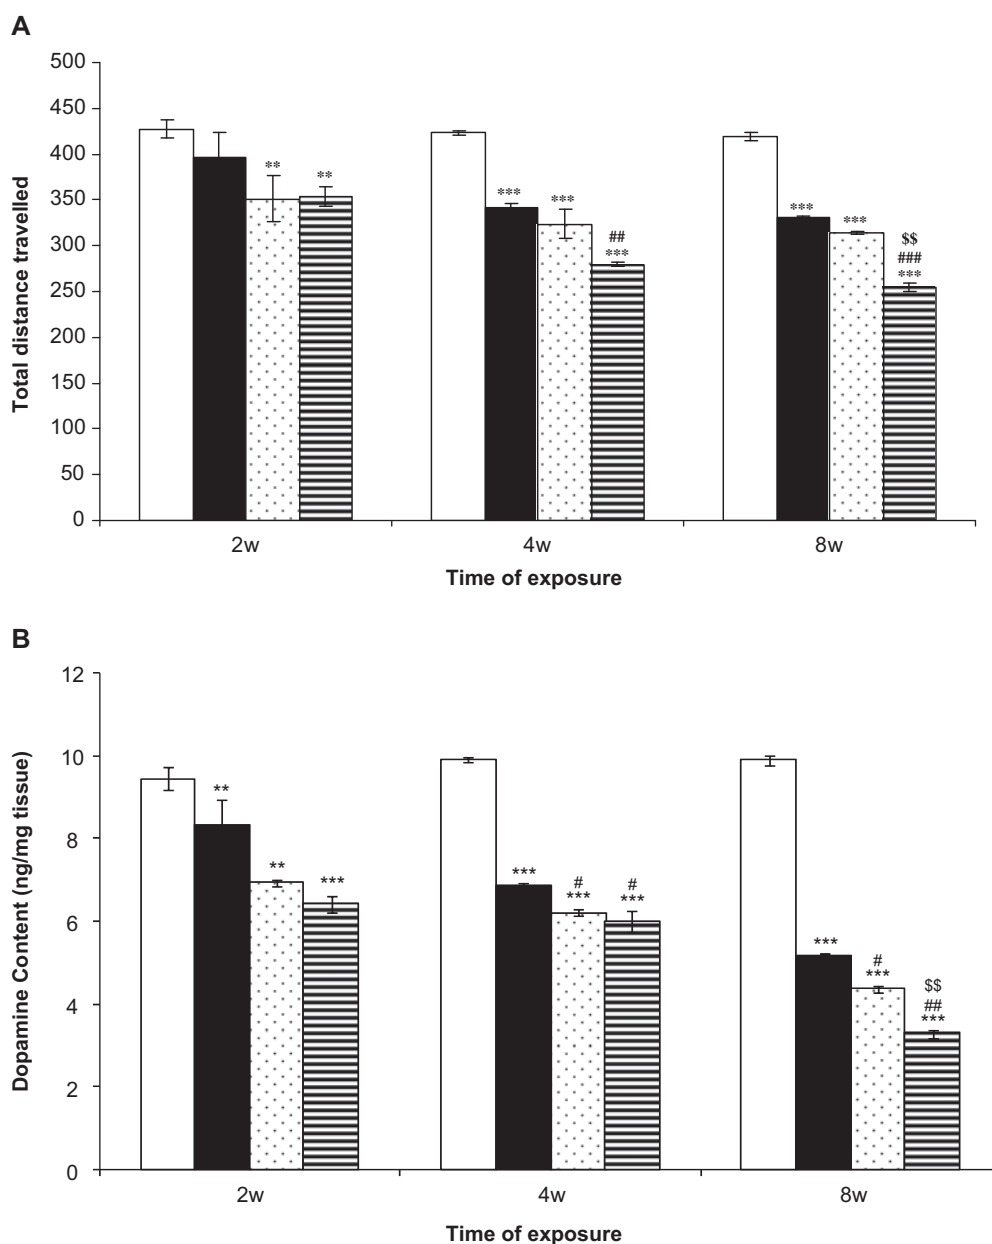 A
500
450
400
350
300
250
200
150
100
50
0
Total distance travelled
** **
*** *** ## ***
*** *** $$ ### ***
2w 4w 8w
Time of exposure
B
12
10
8
6
4
2
0
Dopamine Content (ng/mg tissue)
** ** ***
*** # *** # ***
*** # *** $$ ## ***
2w 4w 8w
Time of exposure